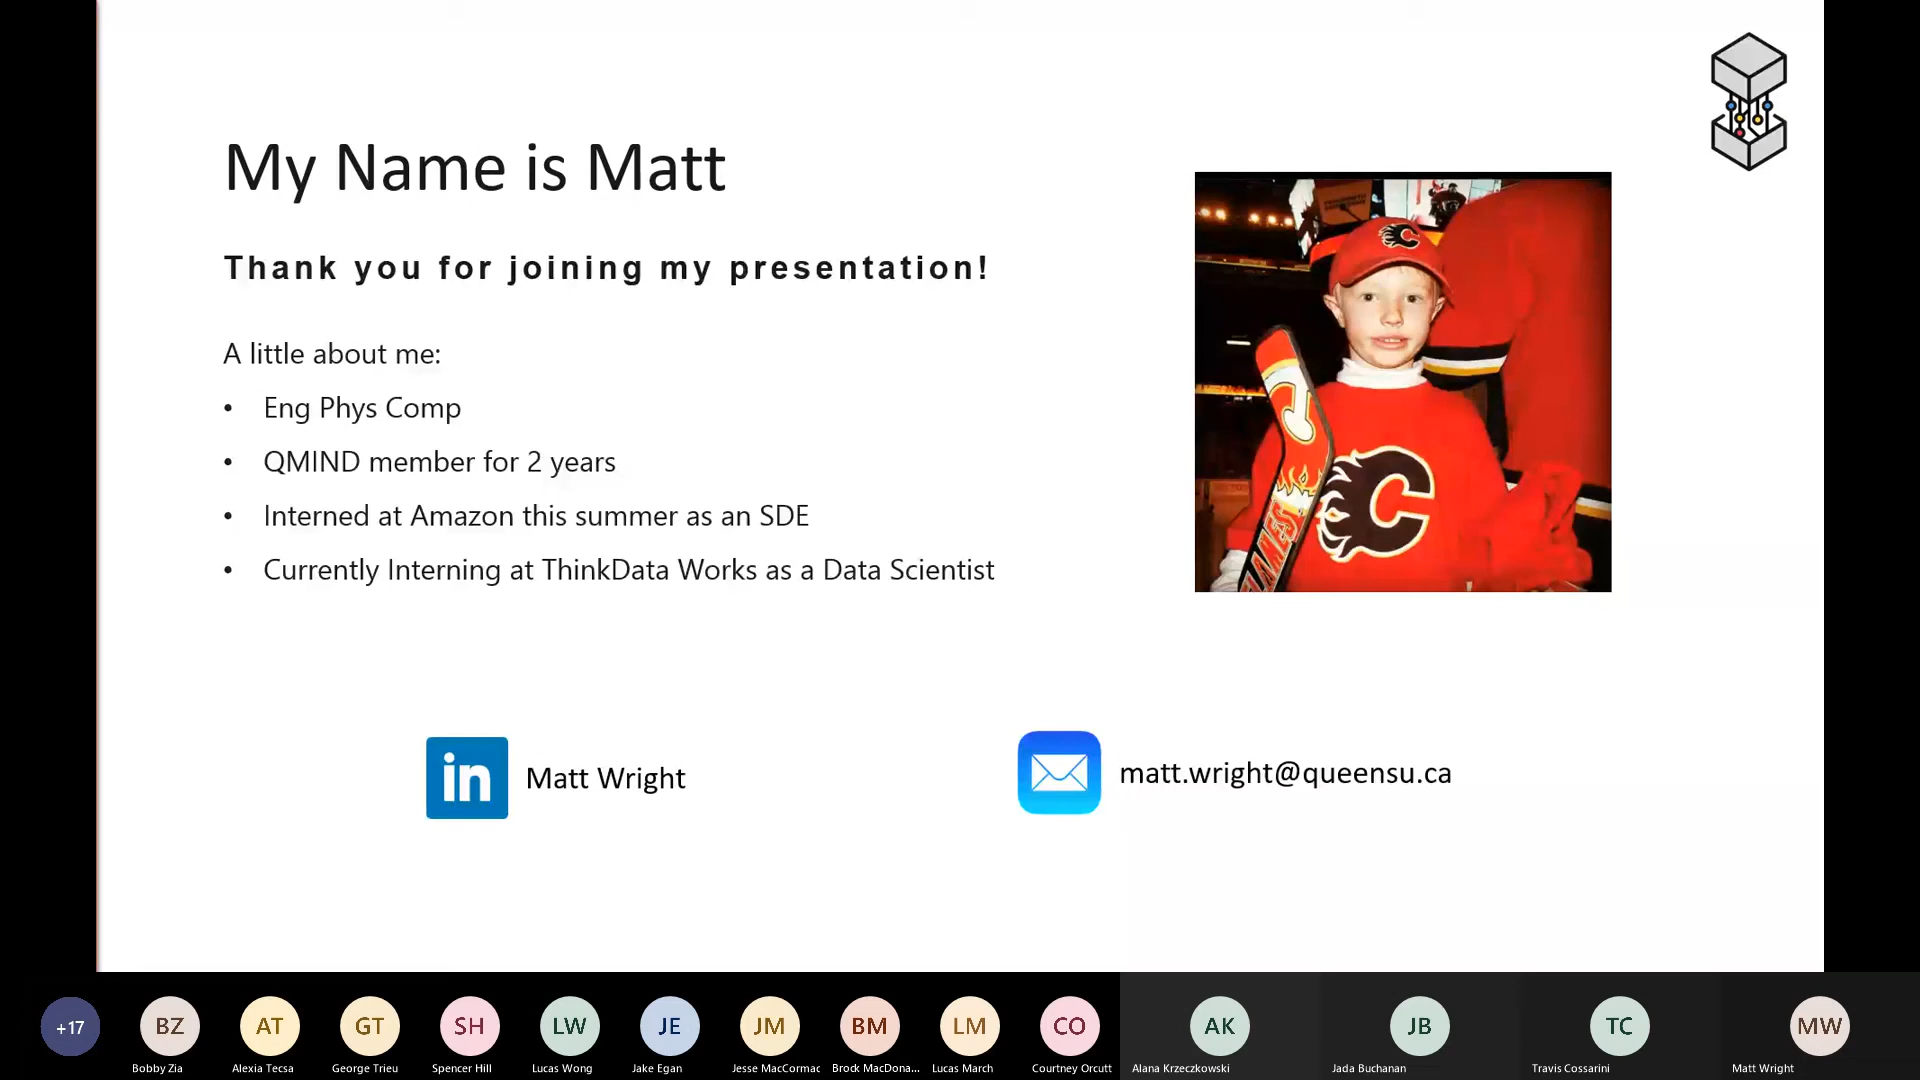 My Name is Matt
Thank you for joining my presentation!
A little about me:
• Eng Phys Comp
• QMIND member for 2 years
• Interned at Amazon this summer as an SDE
• Currently Interning at ThinkData Works as a Data Scientist
C
C
C
FLAMES
in Matt Wright
matt.wright@queensu.ca
+17 BZ AT GT SH LW JE JM BM LM CO AK JB TC MW
Bobby Zia Alexia Tecsa George Trieu Spencer Hill Lucas Wong Jake Egan Jesse MacCormac Brock MacDona... Lucas March Courtney Orcutt Alana Krzeczkowski Jada Buchanan Travis Cossarini Matt Wright